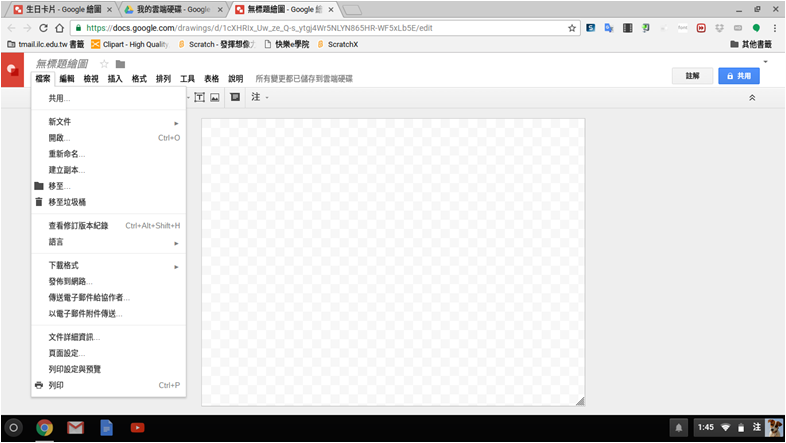 生日卡片 - Google 繪圖
我的雲端硬碟 - Google
無標題繪圖 - Google 繪
https://docs.google.com/drawings/d/1cXHRIx_Uw_ze_Q-s_ytgj4Wr5NLYN865HR-WF5xLb5E/edit
tmail.ilc.edu.tw 書籤
Clipart - High Quality
Scratch - 發揮想像力
快樂e學院
ScratchX
其他書籤
無標題繪圖
檔案 編輯 檢視 插入 格式 排列 工具 表格 說明 所有變更都已儲存到雲端硬碟
註解
共用
注
共用...
新文件
開啟... Ctrl+O
重新命名...
建立副本...
移至...
移至垃圾桶
查看修訂版本紀錄 Ctrl+Alt+Shift+H
語言
下載格式
發佈到網路...
傳送電子郵件給協作者...
以電子郵件附件傳送...
文件詳細資訊...
頁面設定...
列印設定與預覽
列印 Ctrl+P
1:45 注